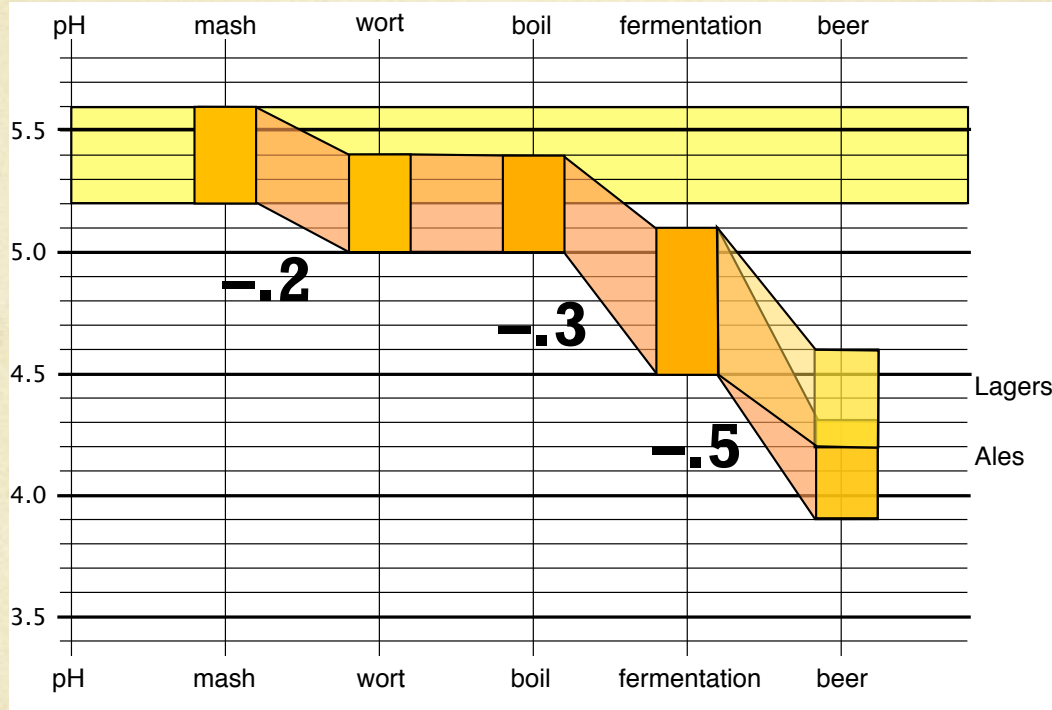 pH mash wort boil fermentation beer
5.5
5.0
–.2
–.3
4.5
Lagers
–.5
Ales
4.0
3.5
pH mash wort boil fermentation beer